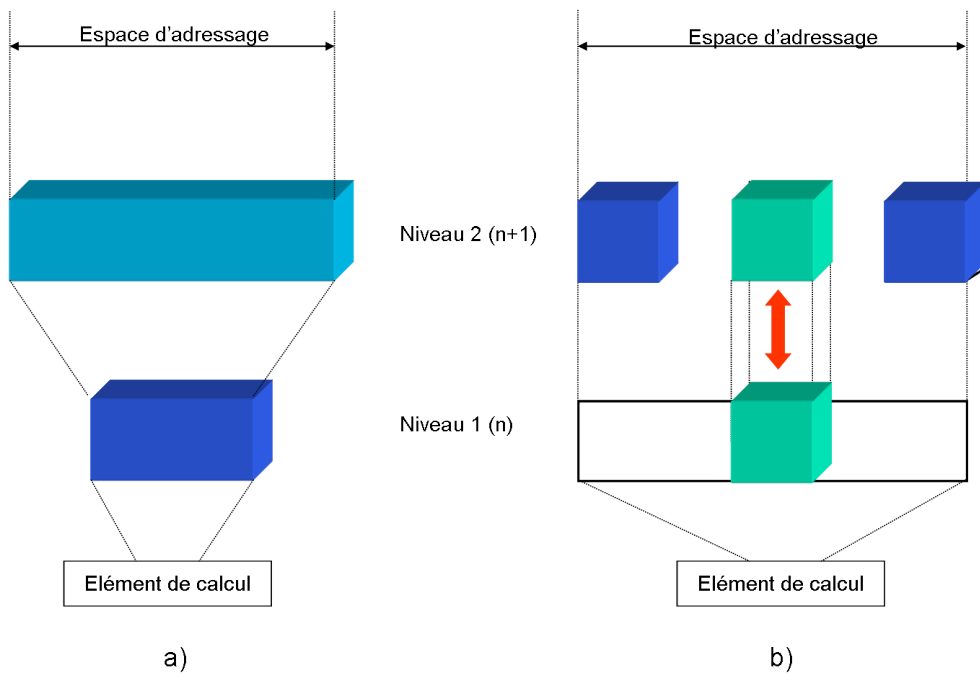 Espace d'adressage
Espace d'adressage
Niveau 2 (n+1)
Niveau 1 (n)
Elément de calcul
Elément de calcul
a)
b)